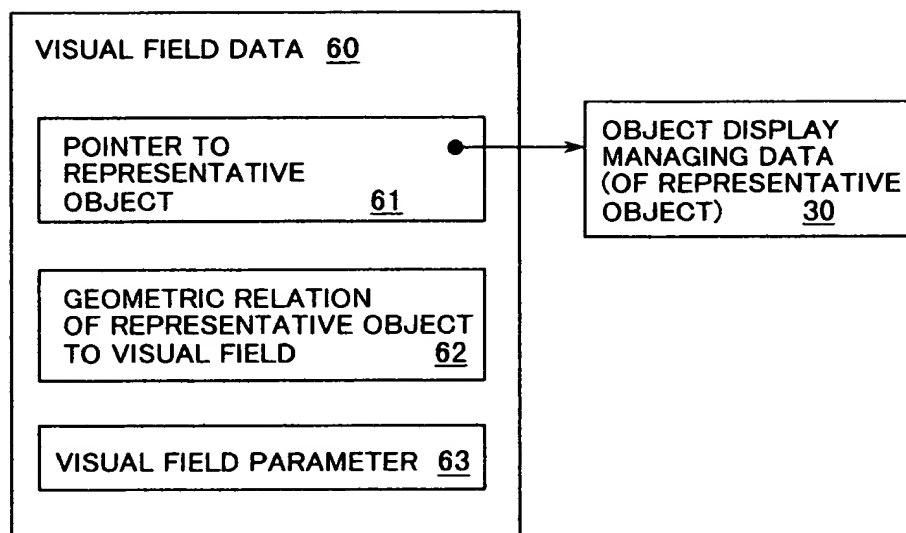 VISUAL FIELD DATA 60
POINTER TO
REPRESENTATIVE
OBJECT 61
OBJECT DISPLAY
MANAGING DATA
(OF REPRESENTATIVE
OBJECT) 30
GEOMETRIC RELATION
OF REPRESENTATIVE OBJECT
TO VISUAL FIELD 62
VISUAL FIELD PARAMETER 63